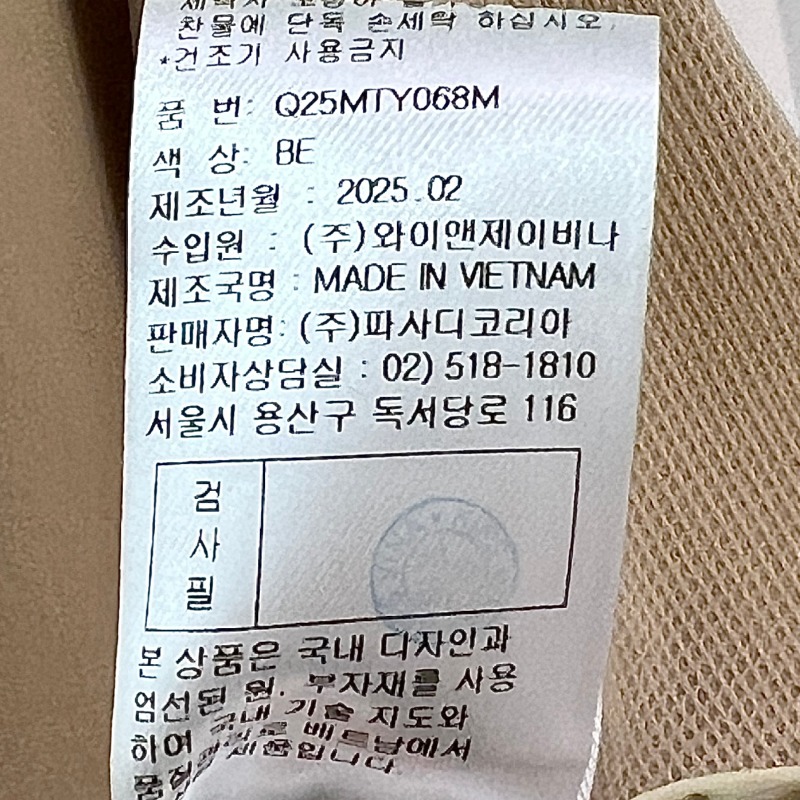 찬물에 단독 손세탁 하십시오.
*건조기 사용금지
품 번: Q25MTY068M
색 상: BE
제조년월 : 2025.02
수입원 : (주)와이앤제이비나
제조국명 : MADE IN VIETNAM
판매자명: (주)파사디코리아
소비자상담실 : 02) 518-1810
서울시 용산구 독서당로 116
검
사
필
본 상품은 국내 디자인과
엄선된 원. 부자재를 사용
하여 국내 기술 지도와
베트남에서